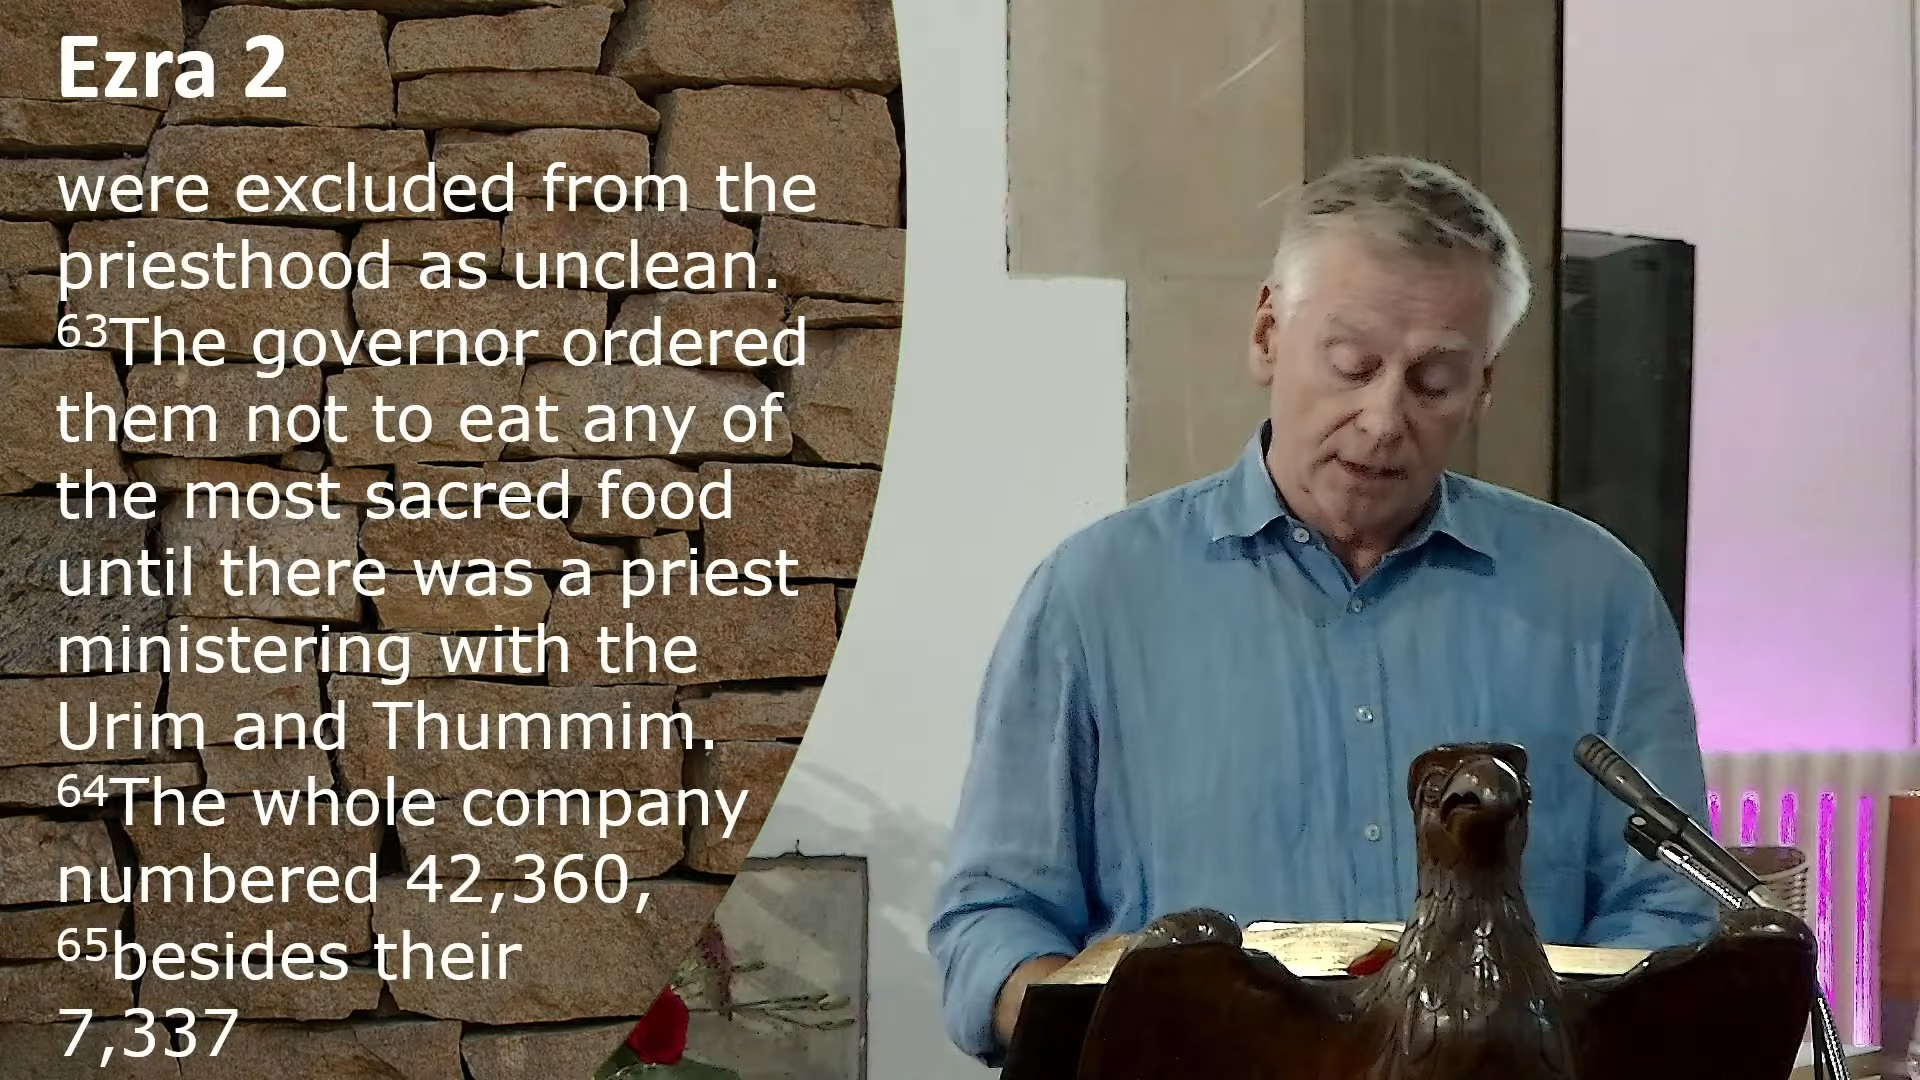 Ezra 2
were excluded from the
priesthood as unclean.
⁶³The governor ordered
them not to eat any of
the most sacred food
until there was a priest
ministering with the
Urim and Thummim.
⁶⁴The whole company
numbered 42,360,
⁶⁵besides their
7,337